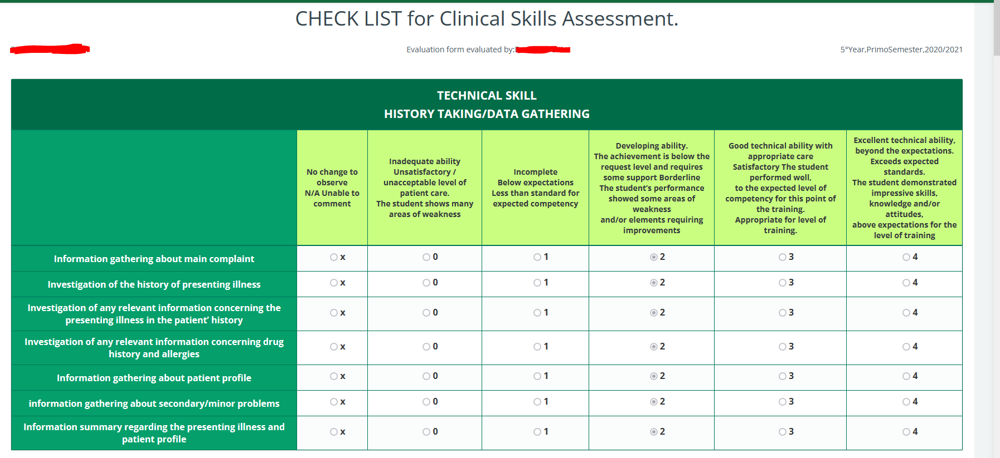 CHECK LIST for Clinical Skills Assessment.
Evaluation form evaluated by:
5°Year,PrimoSemester,2020/2021
TECHNICAL SKILL
HISTORY TAKING/DATA GATHERING
No change to
observe
N/A Unable to
comment
Inadequate ability
Unsatisfactory /
unacceptable level of
patient care.
The student shows many
areas of weakness
Incomplete
Below expectations
Less than standard for
expected competency
Developing ability.
The achievement is below the
request level and requires
some support Borderline
The student's performance
showed some areas of
weakness
and/or elements requiring
improvements
Good technical ability with
appropriate care
Satisfactory The student
performed well,
to the expected level of
competency for this point of
the training.
Appropriate for level of
training.
Excellent technical ability,
beyond the expectations.
Exceeds expected
standards.
The student demonstrated
impressive skills,
knowledge and/or
attitudes,
above expectations for the
level of training
Information gathering about main complaint
x 0 1 2 3 4
Investigation of the history of presenting illness
x 0 1 2 3 4
Investigation of any relevant information concerning the
presenting illness in the patient' history
x 0 1 2 3 4
Investigation of any relevant information concerning drug
history and allergies
x 0 1 2 3 4
Information gathering about patient profile
x 0 1 2 3 4
information gathering about secondary/minor problems
x 0 1 2 3 4
Information summary regarding the presenting illness and
patient profile
x 0 1 2 3 4